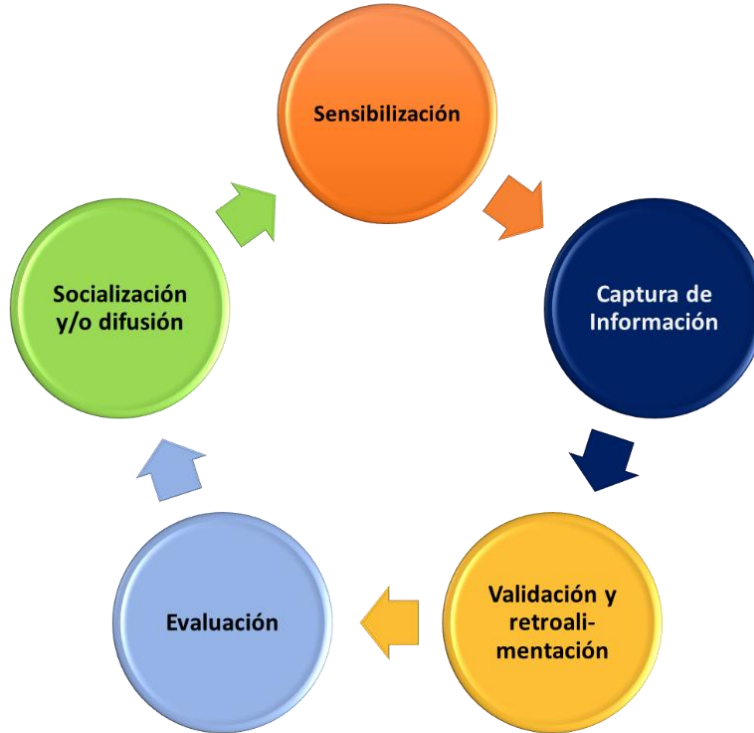 Sensibilización
Captura de
Información
Validación y
retroali-
mentación
Evaluación
Socialización
y/o difusión